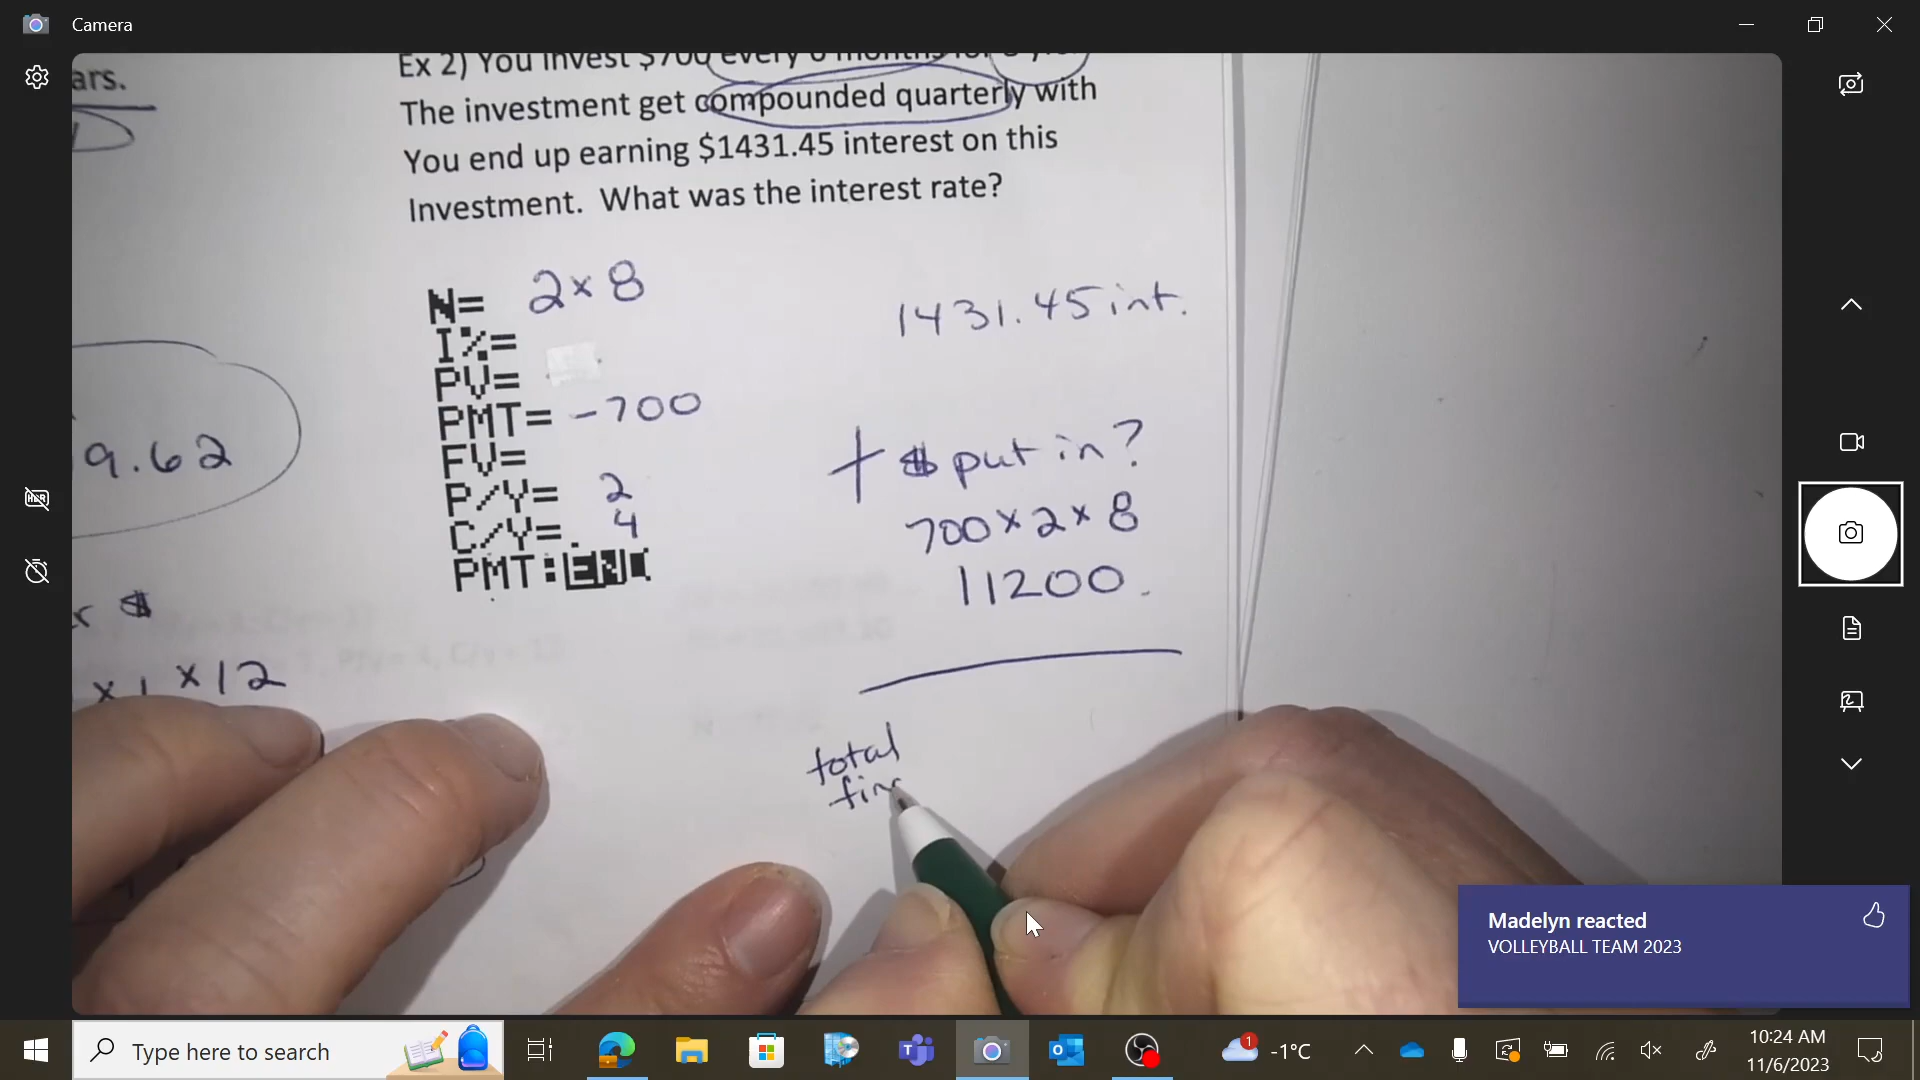 Camera
ars.
Ex 2) You invest $700 every 6 months for 8
The investment get compounded quarterly with
You end up earning $1431.45 interest on this
Investment. What was the interest rate?
N= 2 x 8
I%=
PV=
PMT= -700
FV=
P/Y= 2
C/Y= 4
PMT:EN
1431.45 int.
+ $ put in?
700 x 2 x 8
11200.
total
fin
9.62
r $
x 1 x 12
Madelyn reacted
VOLLEYBALL TEAM 2023
Type here to search
1
-1°C
10:24 AM
11/6/2023